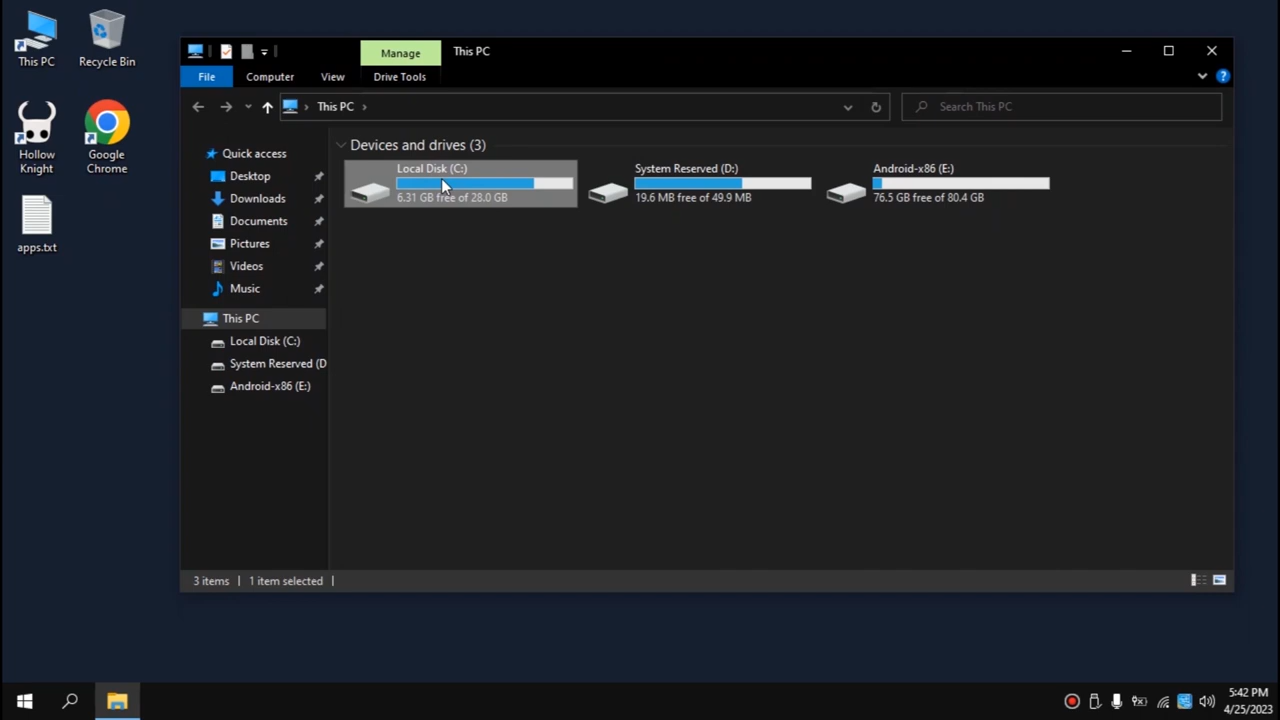 This PC
Recycle Bin
Hollow
Knight
Google
Chrome
apps.txt
Manage
This PC
File
Computer
View
Drive Tools
This PC
Search This PC
Quick access
Desktop
Downloads
Documents
Pictures
Videos
Music
This PC
Local Disk (C:)
System Reserved (D
Android-x86 (E:)
Devices and drives (3)
Local Disk (C:)
6.31 GB free of 28.0 GB
System Reserved (D:)
19.6 MB free of 49.9 MB
Android-x86 (E:)
76.5 GB free of 80.4 GB
3 items
1 item selected
5:42 PM
4/25/2023